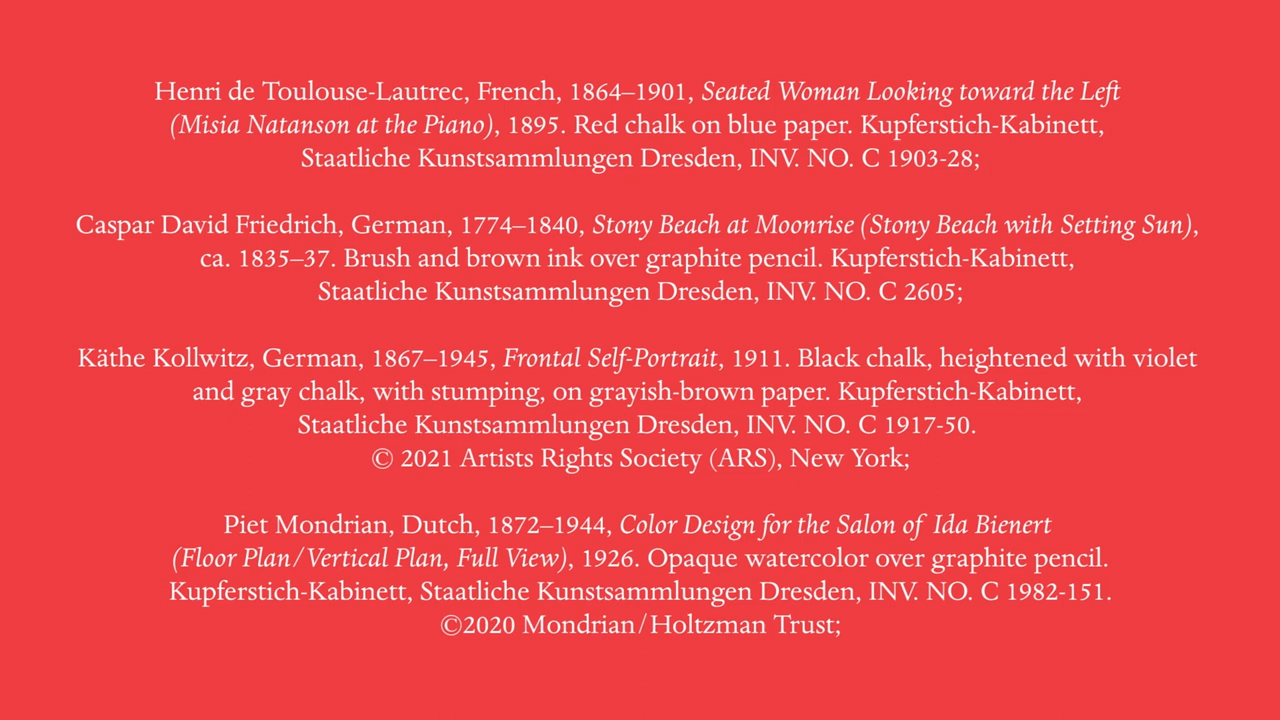 Henri de Toulouse-Lautrec, French, 1864–1901, Seated Woman Looking toward the Left
(Misia Natanson at the Piano), 1895. Red chalk on blue paper. Kupferstich-Kabinett,
Staatliche Kunstsammlungen Dresden, INV. NO. C 1903-28;
Caspar David Friedrich, German, 1774–1840, Stony Beach at Moonrise (Stony Beach with Setting Sun),
ca. 1835–37. Brush and brown ink over graphite pencil. Kupferstich-Kabinett,
Staatliche Kunstsammlungen Dresden, INV. NO. C 2605;
Käthe Kollwitz, German, 1867–1945, Frontal Self-Portrait, 1911. Black chalk, heightened with violet
and gray chalk, with stumping, on grayish-brown paper. Kupferstich-Kabinett,
Staatliche Kunstsammlungen Dresden, INV. NO. C 1917-50.
© 2021 Artists Rights Society (ARS), New York;
Piet Mondrian, Dutch, 1872–1944, Color Design for the Salon of Ida Bienert
(Floor Plan/Vertical Plan, Full View), 1926. Opaque watercolor over graphite pencil.
Kupferstich-Kabinett, Staatliche Kunstsammlungen Dresden, INV. NO. C 1982-151.
©2020 Mondrian/Holtzman Trust;